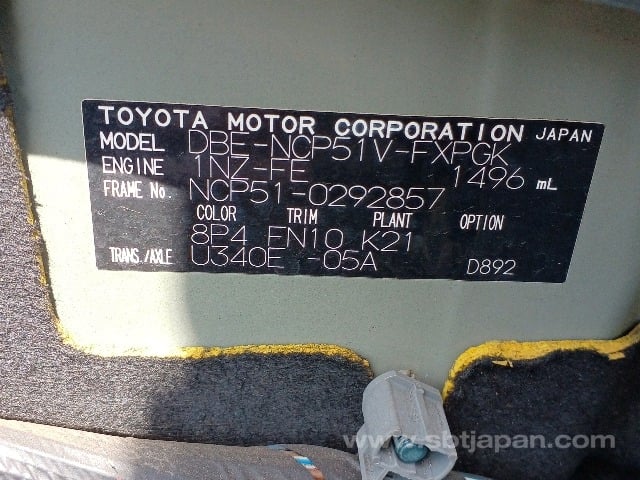 TOYOTA MOTOR CORPORATION JAPAN
MODEL DBE-NCP51V-FXPGK
ENGINE 1NZ-FE 1496 mL
FRAME No. NCP51-0292857
COLOR TRIM PLANT OPTION
8P4 FN10 K21
TRANS./AXLE U340E -05A D892
www.sbtjapan.com